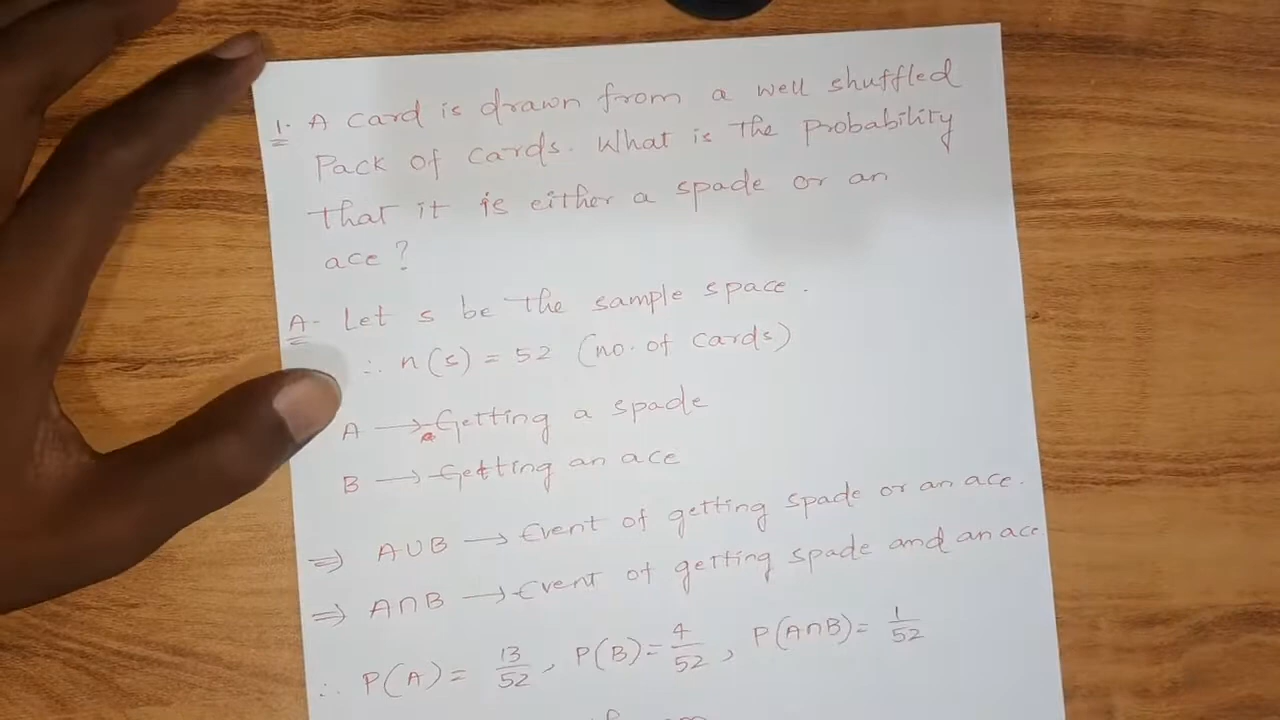 1. A card is drawn from a well shuffled
Pack of cards. What is the probability
that it is either a spade or an
ace?
A- Let s be the sample space.
∴ n(s) = 52 (no. of cards)
A → Getting a spade
B → Getting an ace
⇒ A∪B → Event of getting spade or an ace.
⇒ A∩B → Event of getting spade and an ace
∴ P(A) = 13/52, P(B) = 4/52, P(A∩B) = 1/52